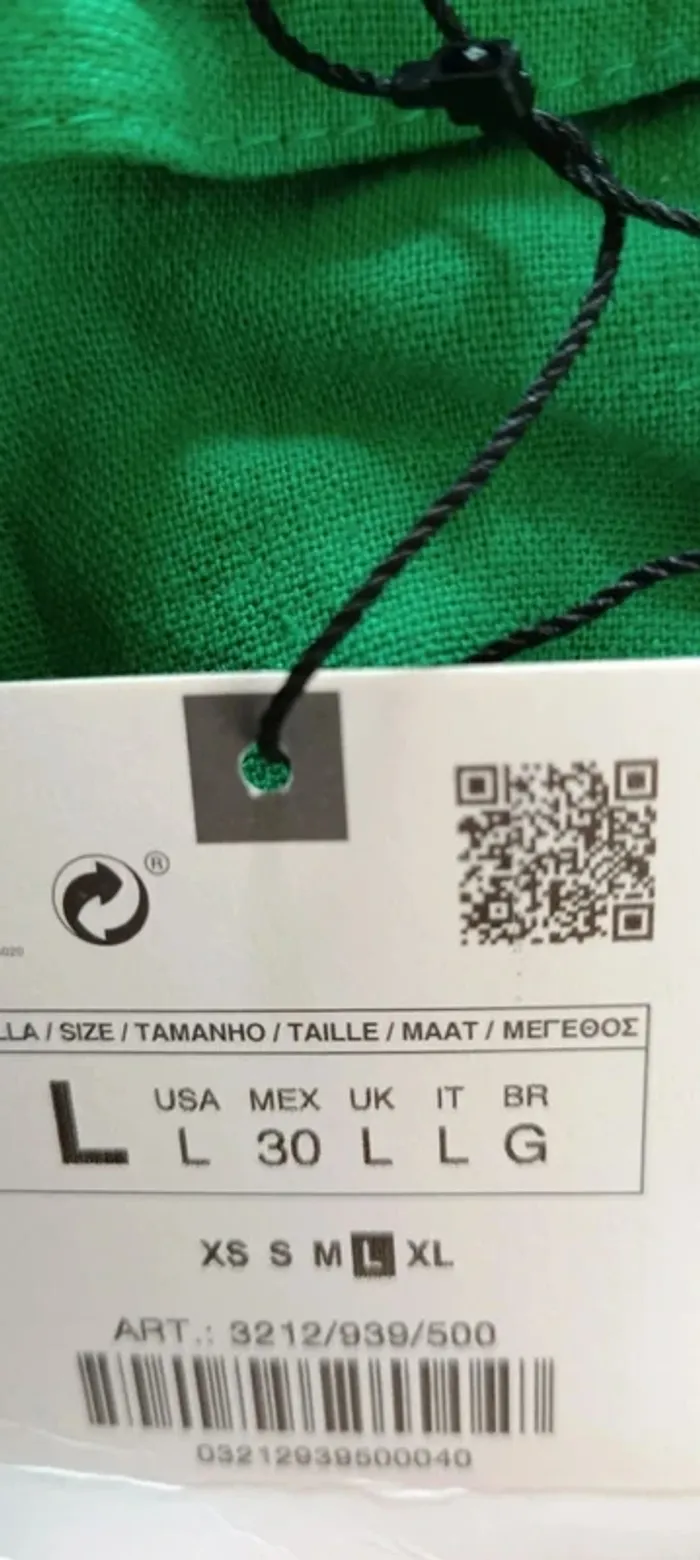 ®
LLA / SIZE / TAMANHO / TAILLE / MAAT / ΜΕΓΕΘΟΣ
USA MEX UK IT BR
L L 30 L L G
XS S M L XL
ART.: 3212/939/500
03212939500040